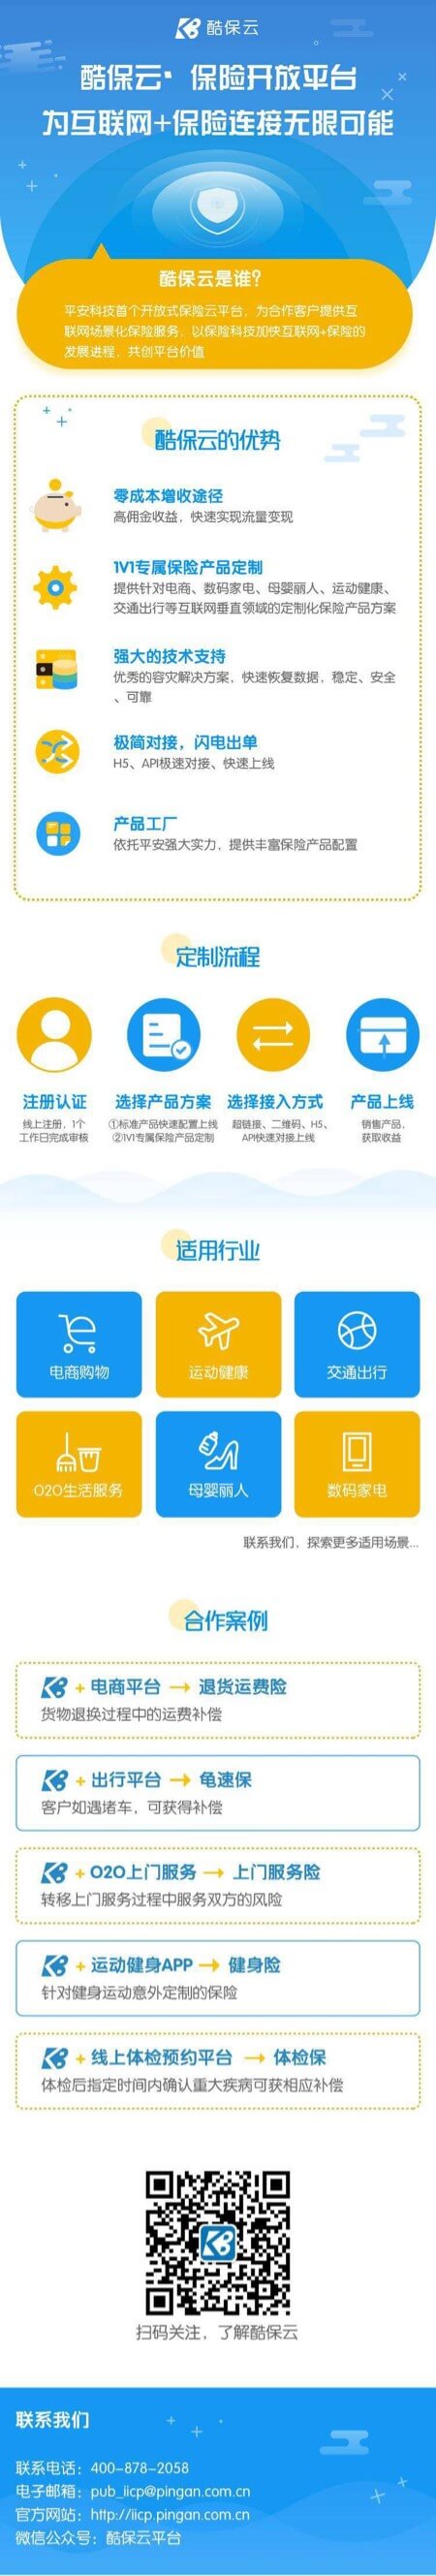 酷保云
酷保云·保险开放平台
为互联网+保险连接无限可能
酷保云是谁？
平安科技首个开放式保险云平台，为合作客户提供互
联网场景化保险服务，以保险科技加快互联网+保险的
发展进程，共创平台价值
酷保云的优势
零成本增收途径
高佣金收益，快速实现流量变现
1V1专属保险产品定制
提供针对电商、数码家电、母婴丽人、运动健康、
交通出行等互联网垂直领域的定制化保险产品方案
强大的技术支持
优秀的容灾解决方案，快速恢复数据，稳定、安全
、可靠
极简对接，闪电出单
H5、API极速对接、快速上线
产品工厂
依托平安强大实力，提供丰富保险产品配置
定制流程
注册认证
线上注册，1个
工作日完成审核
选择产品方案
①标准产品快速配置上线
②1V1专属保险产品定制
选择接入方式
超链接、二维码、H5、
API快速对接上线
产品上线
销售产品，
获取收益
适用行业
电商购物
运动健康
交通出行
O2O生活服务
母婴丽人
数码家电
联系我们，探索更多适用场景...
合作案例
+ 电商平台 → 退货运费险
货物退换过程中的运费补偿
+ 出行平台 → 龟速保
客户如遇堵车，可获得补偿
+ O2O上门服务 → 上门服务险
转移上门服务过程中服务双方的风险
+ 运动健身APP → 健身险
针对健身运动意外定制的保险
+ 线上体检预约平台 → 体检保
体检后指定时间内确认重大疾病可获相应补偿
扫码关注，了解酷保云
联系我们
联系电话：400-878-2058
电子邮箱：pub_iicp@pingan.com.cn
官方网站：http://iicp.pingan.com.cn
微信公众号：酷保云平台